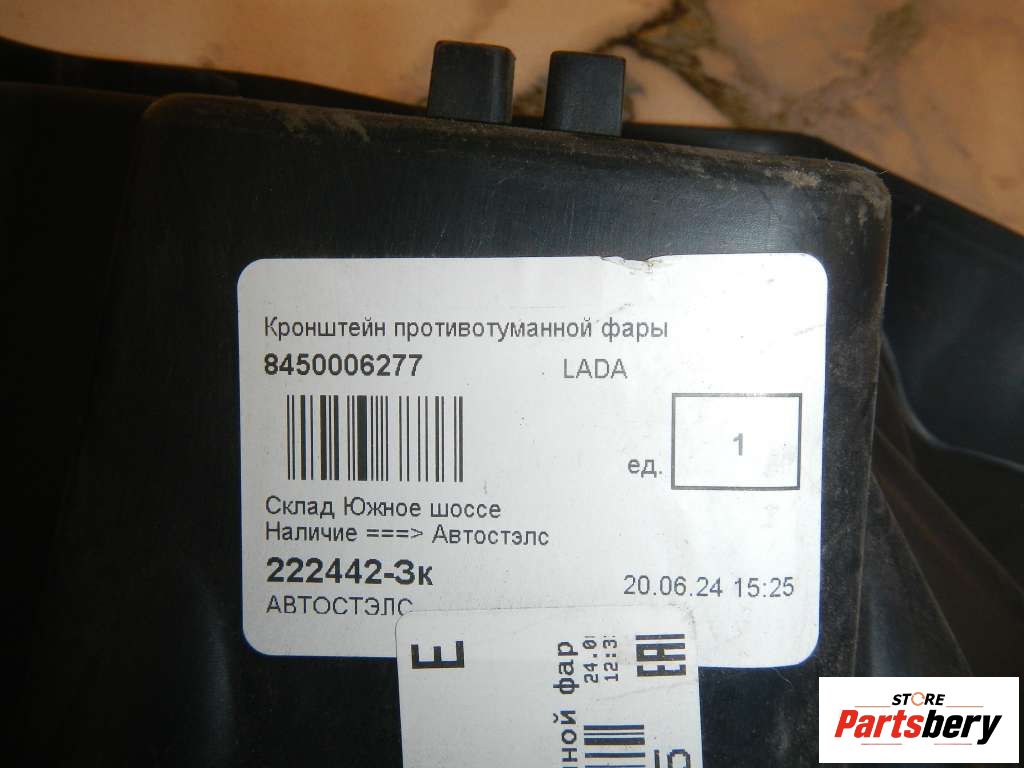 Кронштейн противотуманной фары
8450006277 LADA
ед. 1
Склад Южное шоссе
Наличие ===> Автостэлс
222442-Зк
20.06.24 15:25
АВТОСТЭЛС
E
ной фар
EAC
STORE
Partsbery